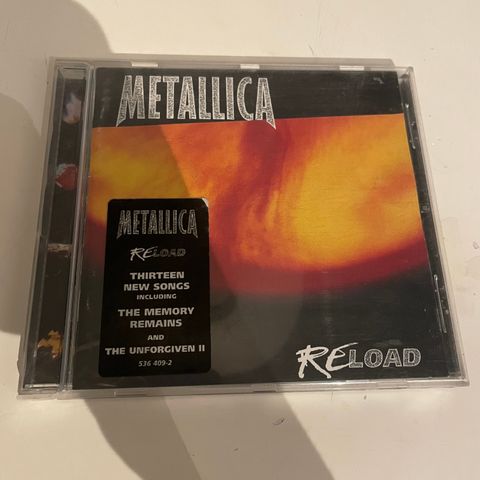 METALLICA
METALLICA
RELOAD
THIRTEEN
NEW SONGS
INCLUDING
THE MEMORY
REMAINS
AND
THE UNFORGIVEN II
536 409-2
RELOAD